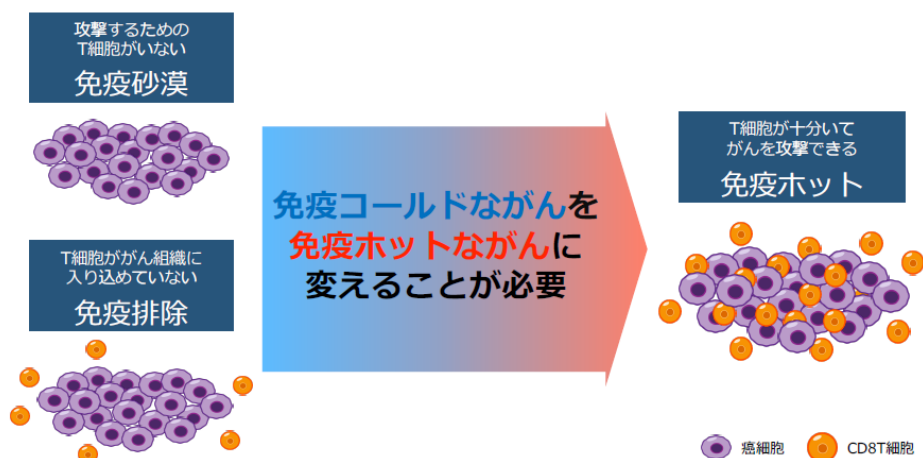 攻撃するための
T細胞がいない
免疫砂漠
T細胞ががん組織に
入り込めていない
免疫排除
免疫コールドながんを
免疫ホットながんに
変えることが必要
T細胞が十分いて
がんを攻撃できる
免疫ホット
癌細胞
CD8T細胞